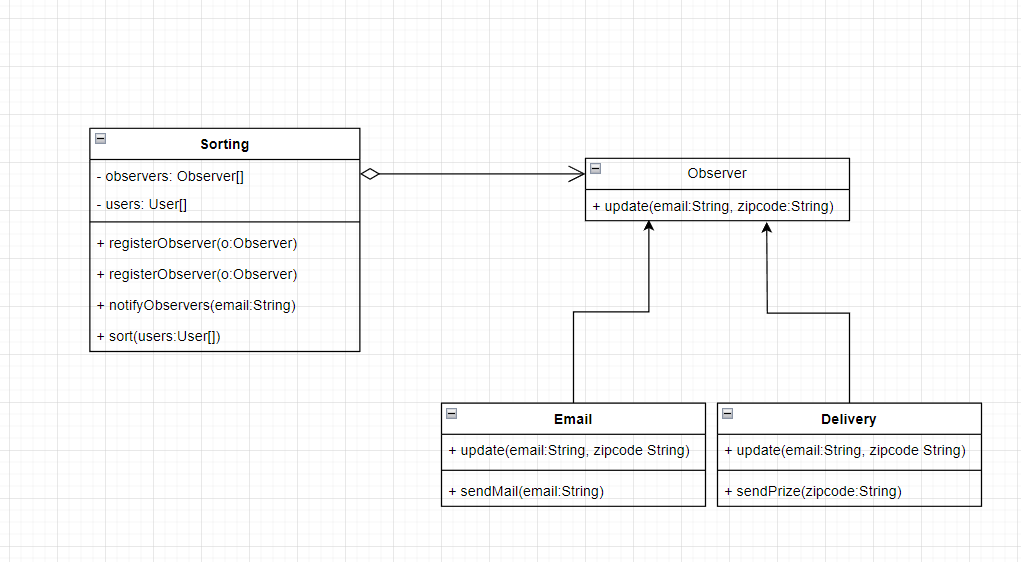 Sorting
- observers: Observer[]
- users: User[]
+ registerObserver(o:Observer)
+ registerObserver(o:Observer)
+ notifyObservers(email:String)
+ sort(users:User[])
Observer
+ update(email:String, zipcode:String)
Email
+ update(email:String, zipcode String)
+ sendMail(email:String)
Delivery
+ update(email:String, zipcode String)
+ sendPrize(zipcode:String)